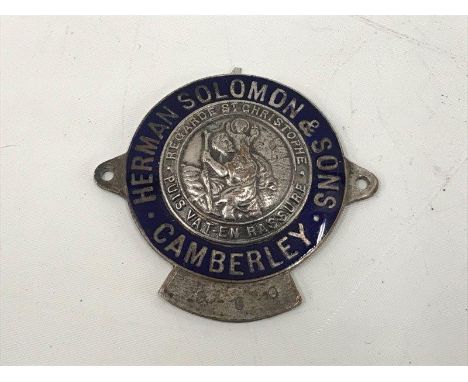 HERMAN SOLOMON & SONS
· CAMBERLEY ·
REGARDE ST CHRISTOPHE
· PUIS VA-T-EN RASSURE ·